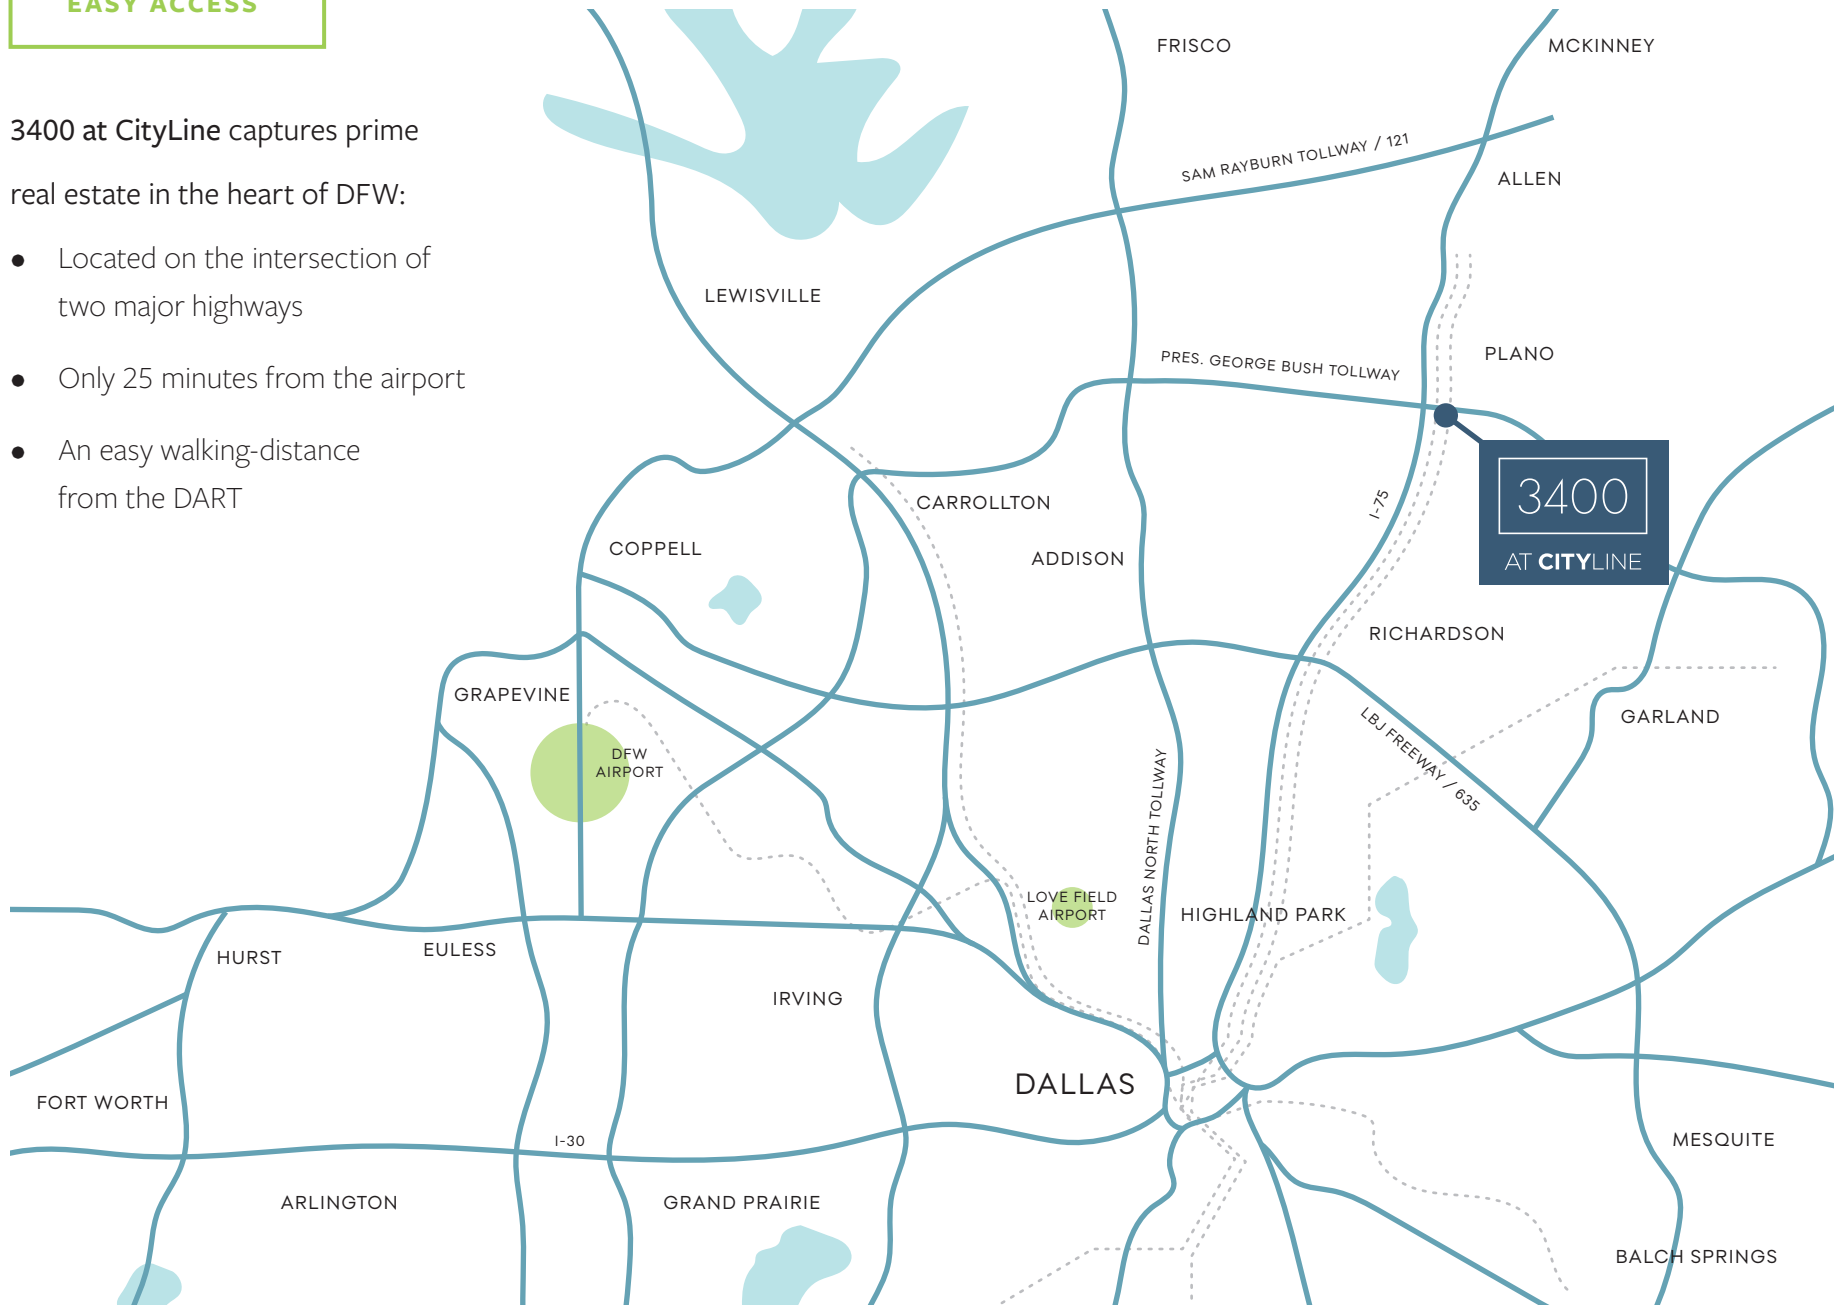 EASY ACCESS
3400 at CityLine captures prime
real estate in the heart of DFW:
• Located on the intersection of
two major highways
• Only 25 minutes from the airport
• An easy walking-distance
from the DART
FRISCO
MCKINNEY
SAM RAYBURN TOLLWAY / 121
ALLEN
LEWISVILLE
PRES. GEORGE BUSH TOLLWAY
PLANO
CARROLLTON
I-75
3400
AT CITYLINE
COPPELL
ADDISON
RICHARDSON
GRAPEVINE
GARLAND
LBJ FREEWAY / 635
DFW
AIRPORT
DALLAS NORTH TOLLWAY
LOVE FIELD
AIRPORT
HIGHLAND PARK
HURST
EULESS
IRVING
DALLAS
FORT WORTH
I-30
MESQUITE
ARLINGTON
GRAND PRAIRIE
BALCH SPRINGS